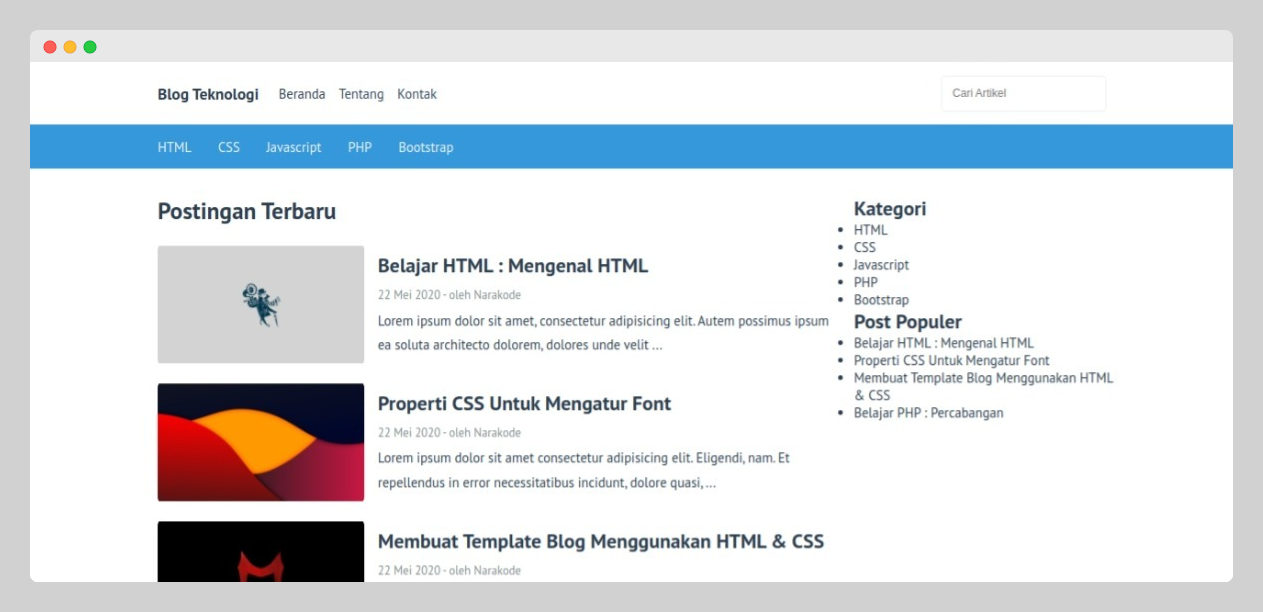 Blog Teknologi Beranda Tentang Kontak
Cari Artikel
HTML CSS Javascript PHP Bootstrap
Postingan Terbaru
Belajar HTML : Mengenal HTML
22 Mei 2020 - oleh Narakode
Lorem ipsum dolor sit amet, consectetur adipisicing elit. Autem possimus ipsum
ea soluta architecto dolorem, dolores unde velit ...
Properti CSS Untuk Mengatur Font
22 Mei 2020 - oleh Narakode
Lorem ipsum dolor sit amet consectetur adipisicing elit. Eligendi, nam. Et
repellendus in error necessitatibus incidunt, dolore quasi, ...
Membuat Template Blog Menggunakan HTML & CSS
22 Mei 2020 - oleh Narakode
Kategori
HTML
CSS
Javascript
PHP
Bootstrap
Post Populer
Belajar HTML : Mengenal HTML
Properti CSS Untuk Mengatur Font
Membuat Template Blog Menggunakan HTML
& CSS
Belajar PHP : Percabangan